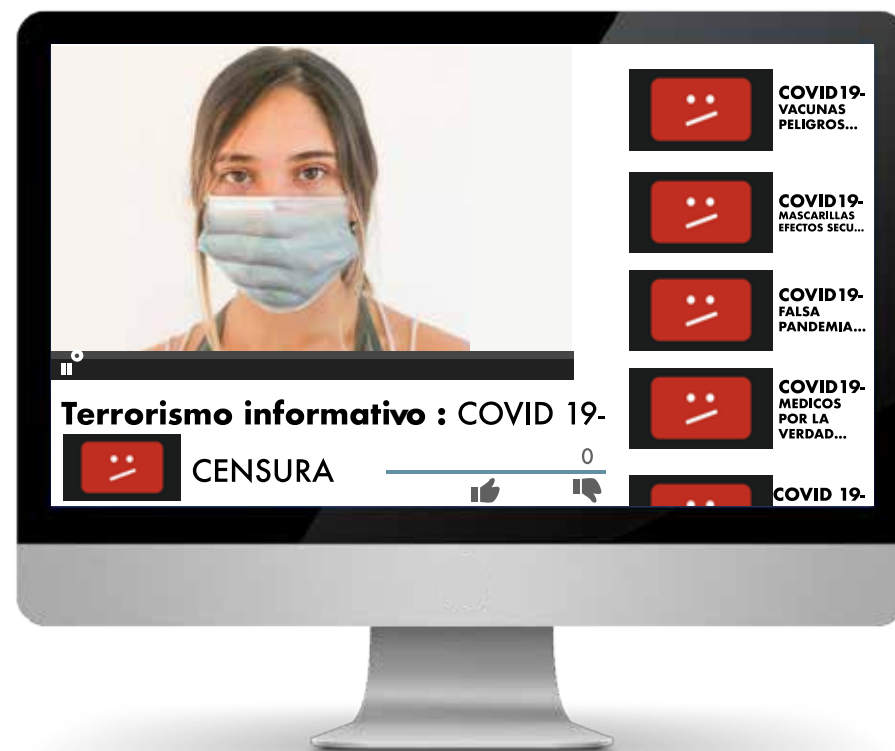 Terrorismo informativo : COVID 19-
CENSURA
0
COVID19-
VACUNAS
PELIGROS...
COVID19-
MASCARILLAS
EFECTOS SECU...
COVID19-
FALSA
PANDEMIA...
COVID19-
MEDICOS
POR LA
VERDAD...
COVID 19-